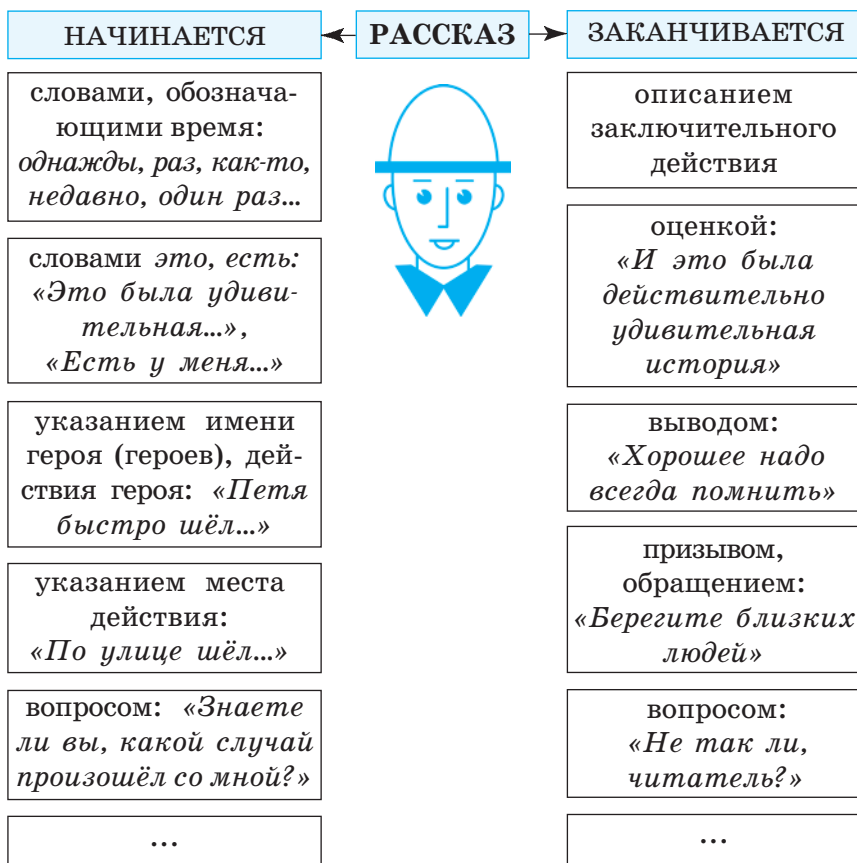 НАЧИНАЕТСЯ
РАССКАЗ
ЗАКАНЧИВАЕТСЯ
словами, обознача-
ющими время:
однажды, раз, как-то,
недавно, один раз...
словами это, есть:
«Это была удиви-
тельная...»,
«Есть у меня...»
указанием имени
героя (героев), дей-
ствия героя: «Петя
быстро шёл...»
указанием места
действия:
«По улице шёл...»
вопросом: «Знаете
ли вы, какой случай
произошёл со мной?»
...
описанием
заключительного
действия
оценкой:
«И это была
действительно
удивительная
история»
выводом:
«Хорошее надо
всегда помнить»
призывом,
обращением:
«Берегите близких
людей»
вопросом:
«Не так ли,
читатель?»
...